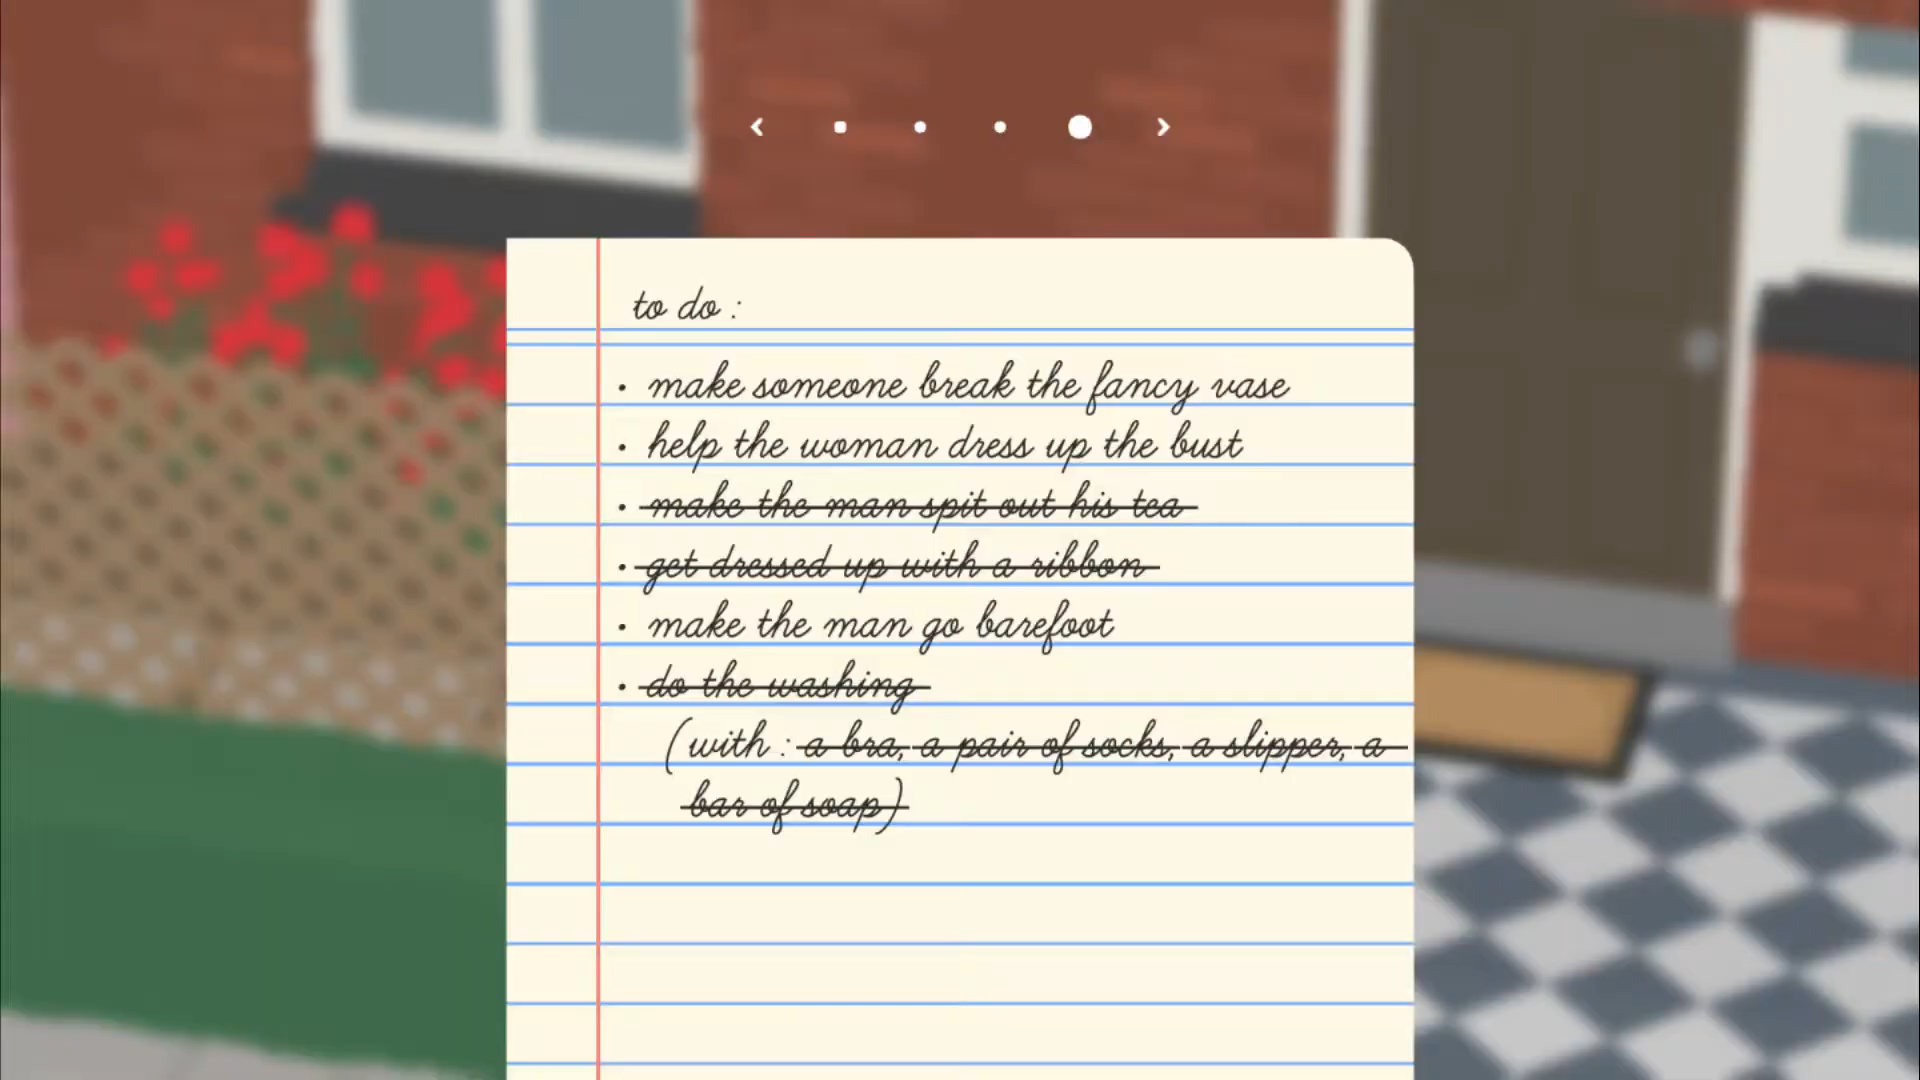 to do :
• make someone break the fancy vase
• help the woman dress up the bust
• make the man spit out his tea
• get dressed up with a ribbon
• make the man go barefoot
• do the washing
(with : a bra, a pair of socks, a slipper, a
bar of soap)